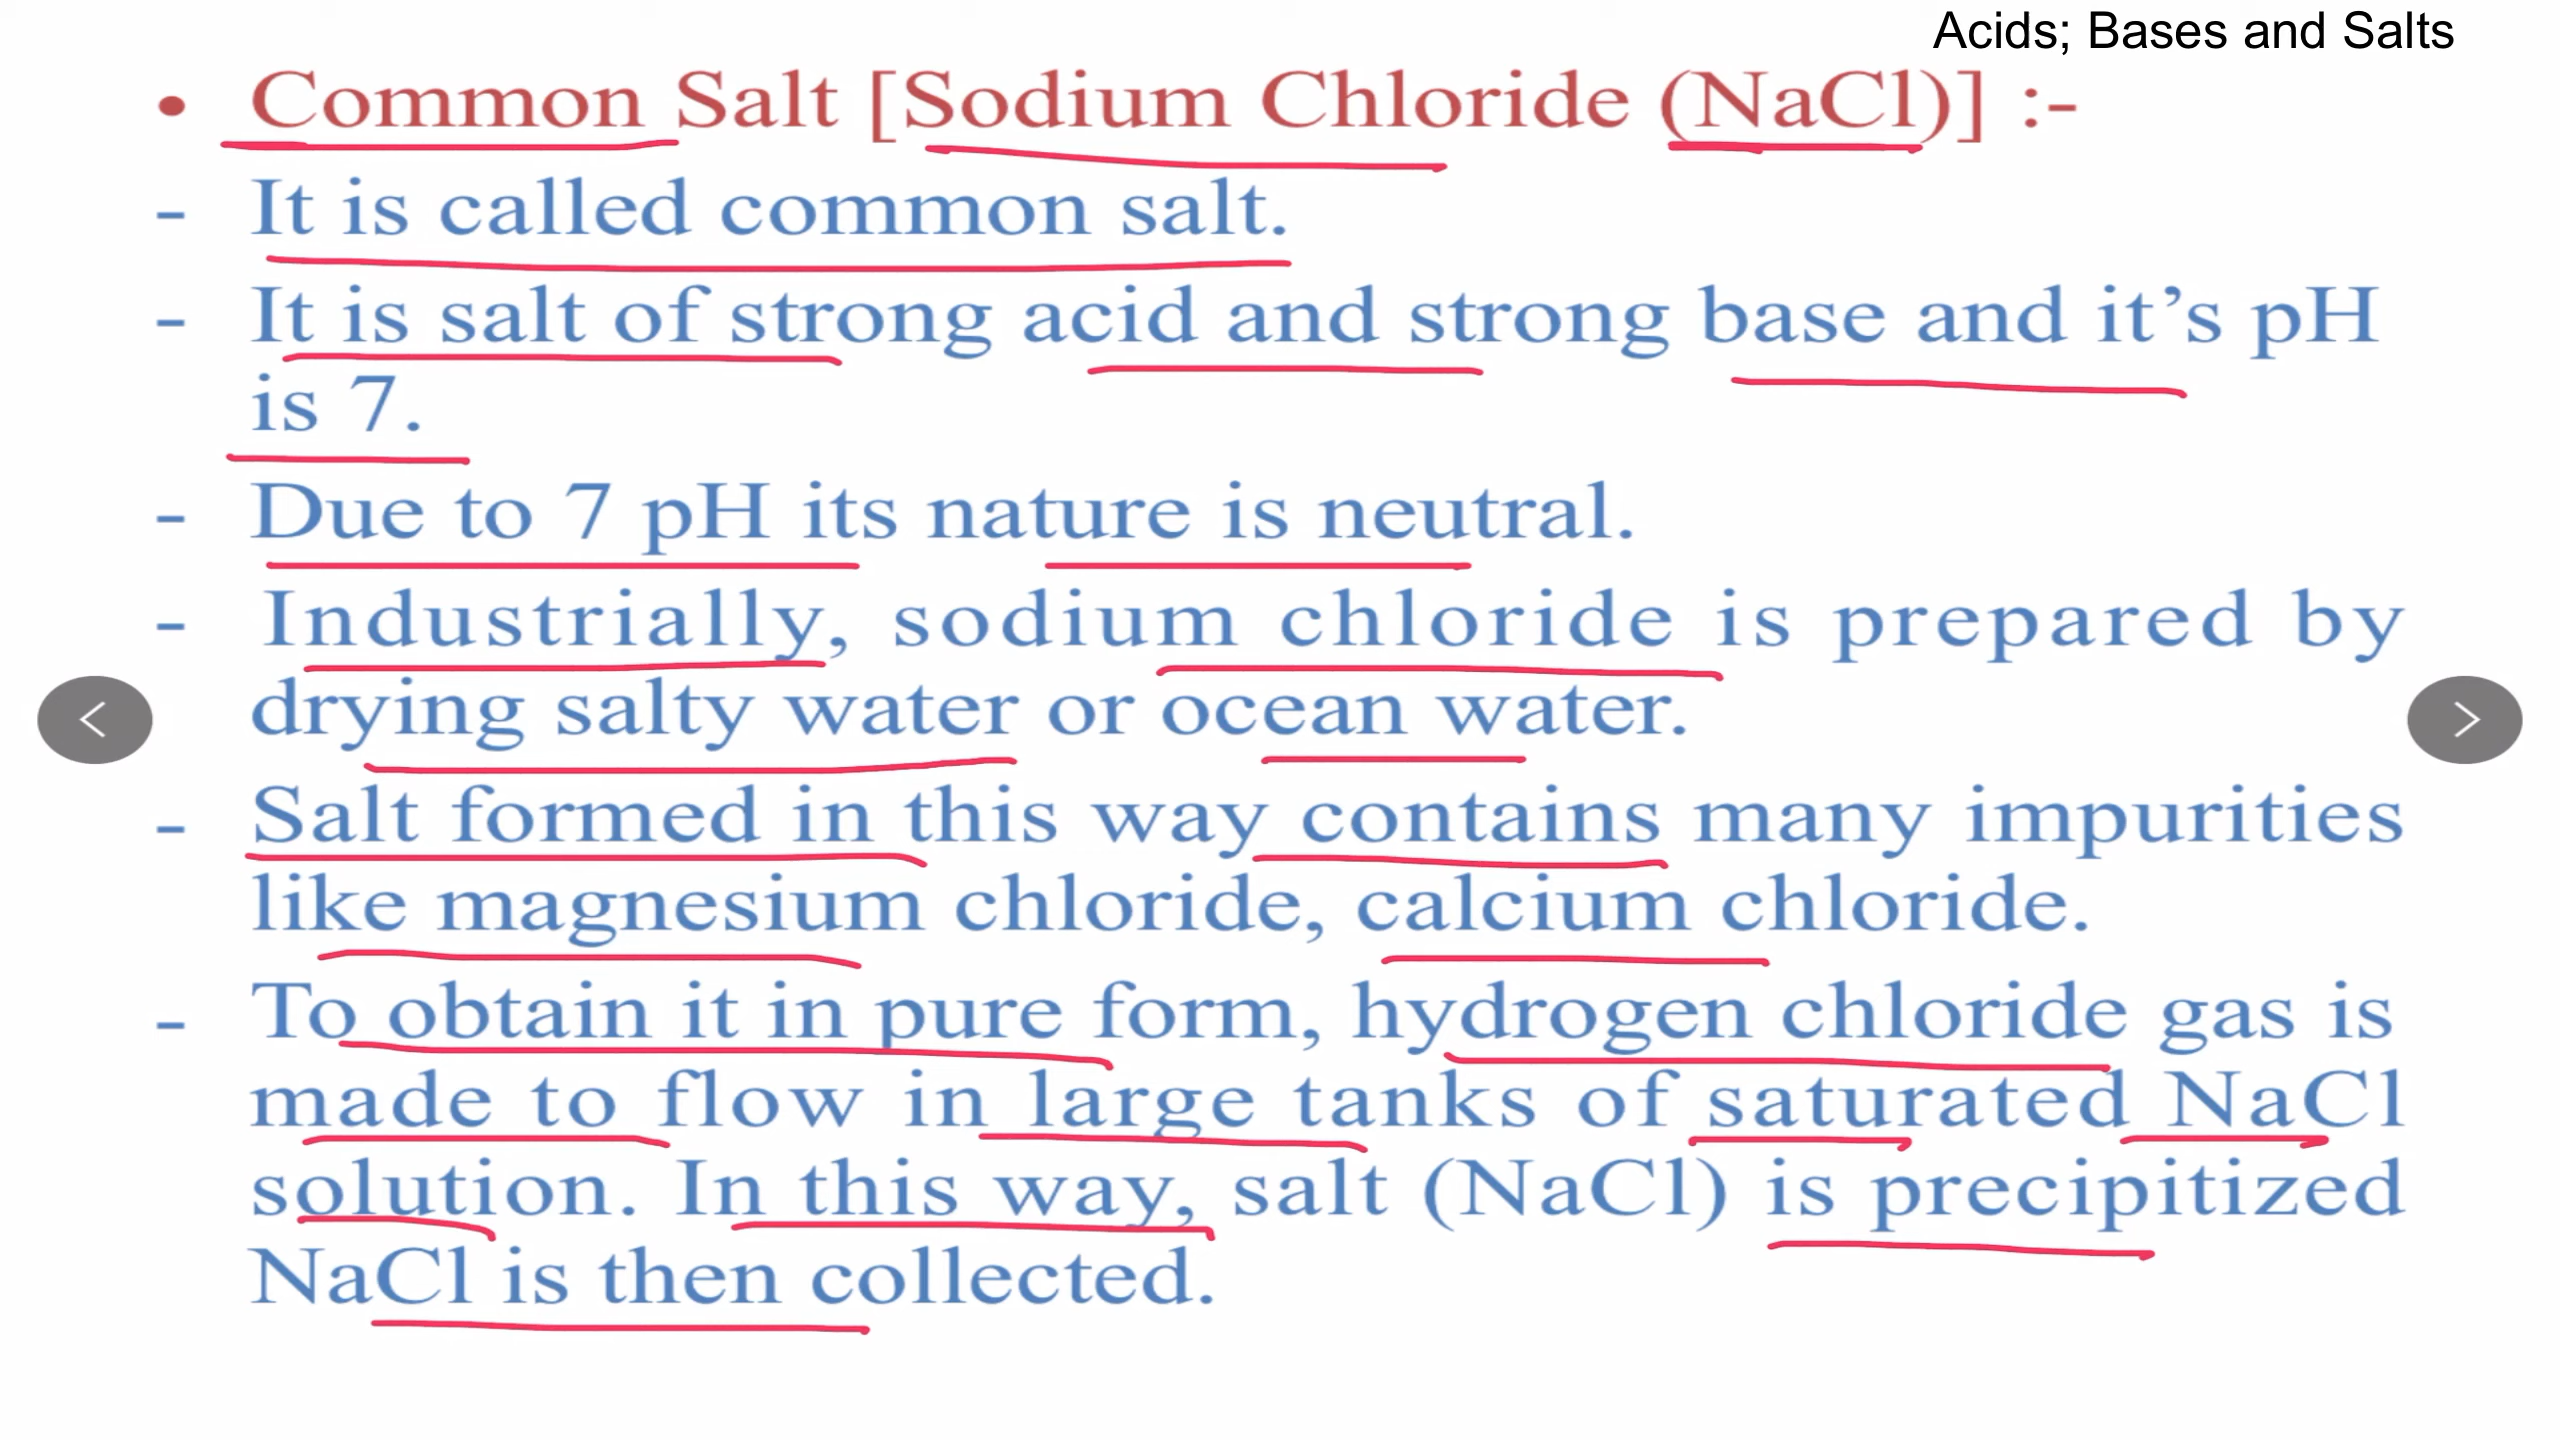 Acids; Bases and Salts
• Common Salt [Sodium Chloride (NaCl)] :-
- It is called common salt.
- It is salt of strong acid and strong base and it’s pH
is 7.
- Due to 7 pH its nature is neutral.
- Industrially, sodium chloride is prepared by
drying salty water or ocean water.
- Salt formed in this way contains many impurities
like magnesium chloride, calcium chloride.
- To obtain it in pure form, hydrogen chloride gas is
made to flow in large tanks of saturated NaCl
solution. In this way, salt (NaCl) is precipitized
NaCl is then collected.